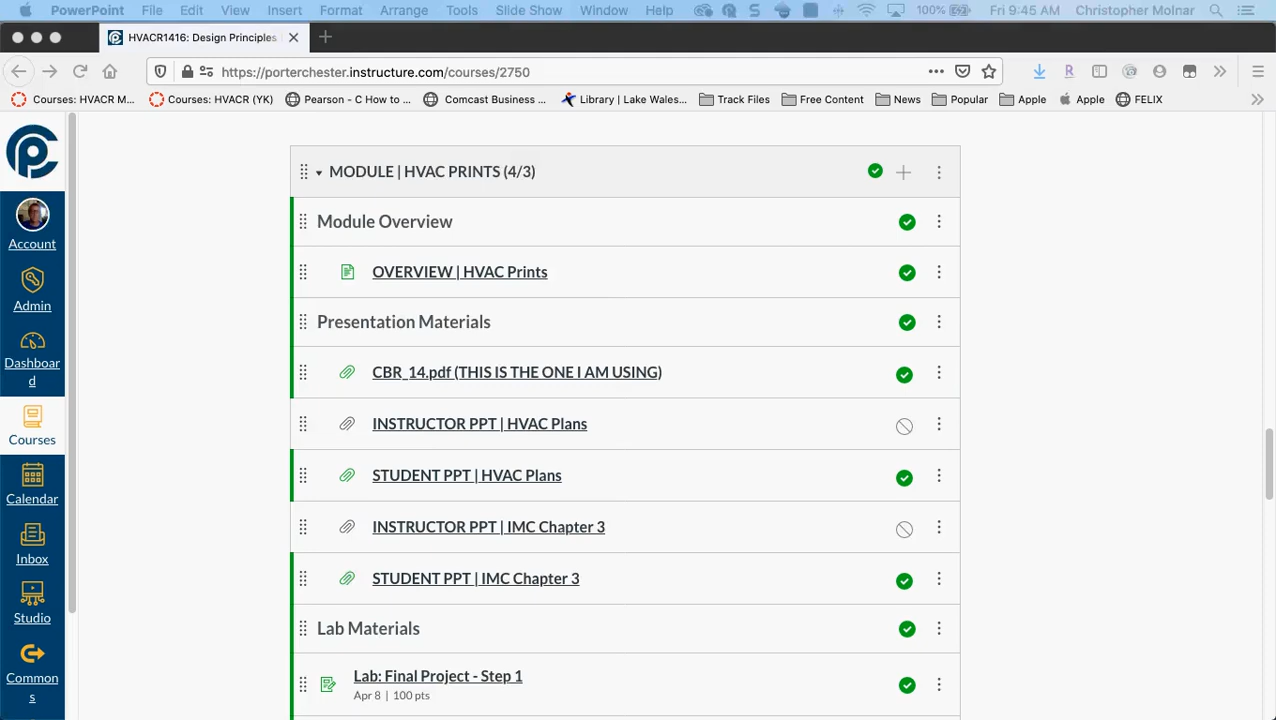 PowerPoint File Edit View Insert Format Arrange Tools Slide Show Window Help 100% Fri 9:45 AM Christopher Molnar
HVACR1416: Design Principles
https://porterchester.instructure.com/courses/2750
Courses: HVACR M... Courses: HVACR (YK) Pearson - C How to ... Comcast Business ... Library | Lake Wales... Track Files Free Content News Popular Apple Apple FELIX
MODULE | HVAC PRINTS (4/3)
Module Overview
OVERVIEW | HVAC Prints
Presentation Materials
CBR_14.pdf (THIS IS THE ONE I AM USING)
INSTRUCTOR PPT | HVAC Plans
STUDENT PPT | HVAC Plans
INSTRUCTOR PPT | IMC Chapter 3
STUDENT PPT | IMC Chapter 3
Lab Materials
Lab: Final Project - Step 1
Apr 8 | 100 pts
Account
Admin
Dashboar
d
Courses
Calendar
Inbox
Studio
Common
s